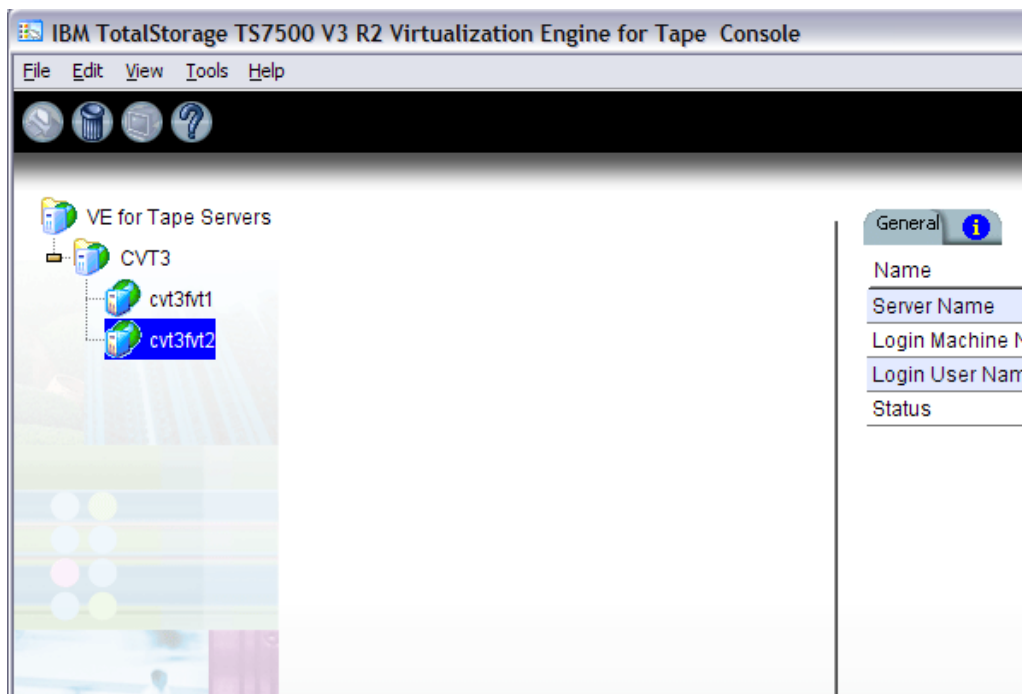 IBM TotalStorage TS7500 V3 R2 Virtualization Engine for Tape Console
File Edit View Tools Help
VE for Tape Servers
CVT3
cvt3fvt1
cvt3fvt2
General
Name
Server Name
Login Machine N
Login User Nam
Status